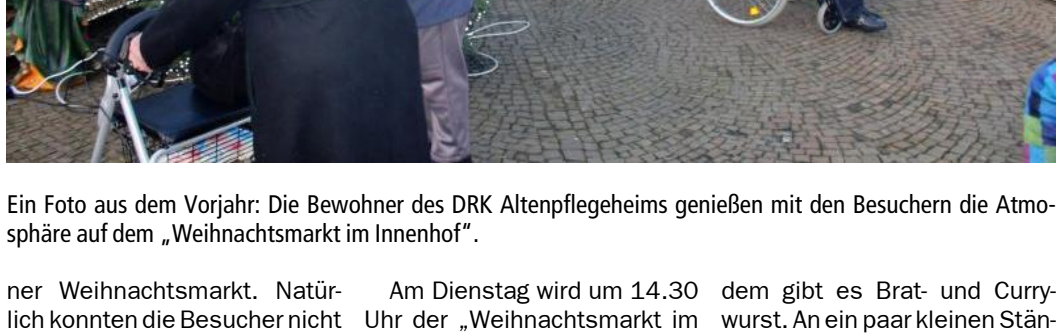 Ein Foto aus dem Vorjahr: Die Bewohner des DRK Altenpflegeheims genießen mit den Besuchern die Atmo-
sphäre auf dem „Weihnachtsmarkt im Innenhof“.
ner Weihnachtsmarkt. Natür-
lich konnten die Besucher nicht
Am Dienstag wird um 14.30
Uhr der „Weihnachtsmarkt im
dem gibt es Brat- und Curry-
wurst. An ein paar kleinen Stän-